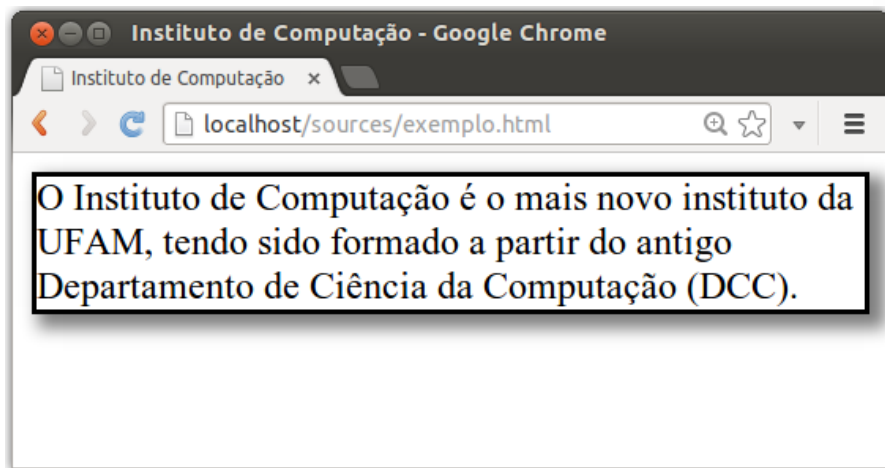 Instituto de Computação - Google Chrome
Instituto de Computação
localhost/sources/exemplo.html
O Instituto de Computação é o mais novo instituto da
UFAM, tendo sido formado a partir do antigo
Departamento de Ciência da Computação (DCC).